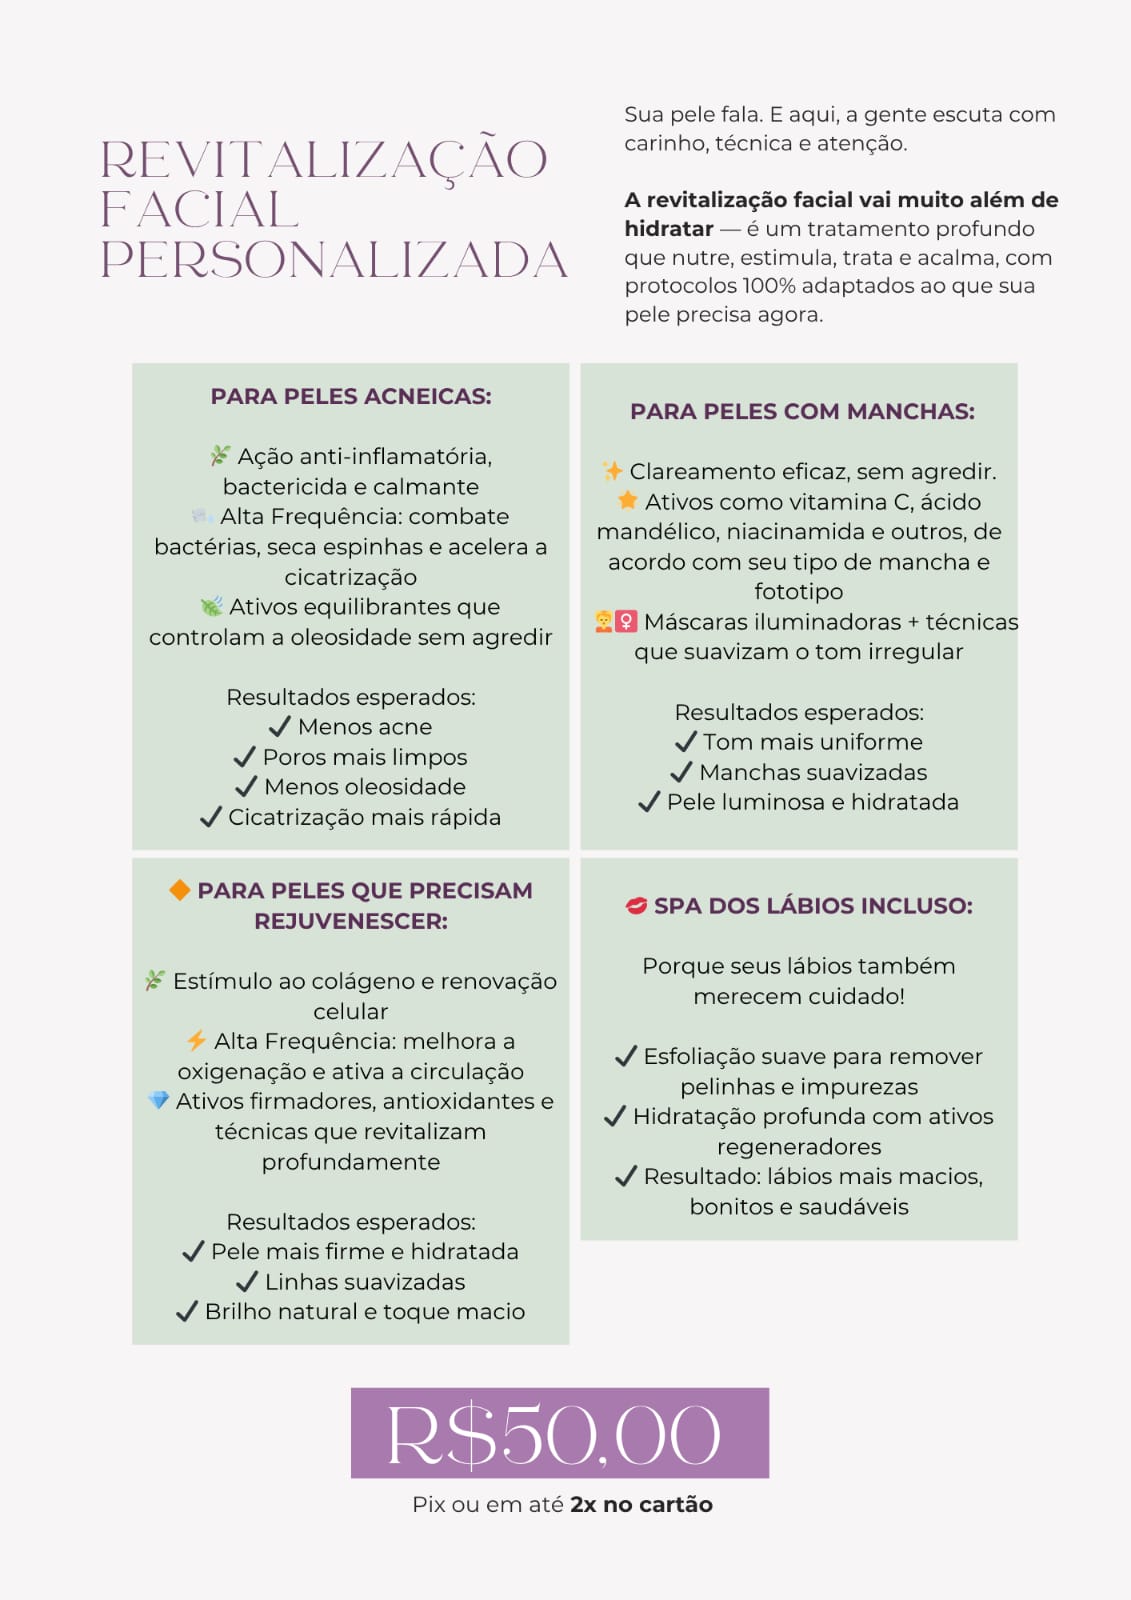 REVITALIZAÇÃO
FACIAL
PERSONALIZADA
Sua pele fala. E aqui, a gente escuta com
carinho, técnica e atenção.
A revitalização facial vai muito além de
hidratar — é um tratamento profundo
que nutre, estimula, trata e acalma, com
protocolos 100% adaptados ao que sua
pele precisa agora.
PARA PELES ACNEICAS:
🌿 Ação anti-inflamatória,
bactericida e calmante
Alta Frequência: combate
bactérias, seca espinhas e acelera a
cicatrização
🍃 Ativos equilibrantes que
controlam a oleosidade sem agredir
Resultados esperados:
✔ Menos acne
✔ Poros mais limpos
✔ Menos oleosidade
✔ Cicatrização mais rápida
PARA PELES COM MANCHAS:
✨ Clareamento eficaz, sem agredir.
⭐ Ativos como vitamina C, ácido
mandélico, niacinamida e outros, de
acordo com seu tipo de mancha e
fototipo
Máscaras iluminadoras + técnicas
que suavizam o tom irregular
Resultados esperados:
✔ Tom mais uniforme
✔ Manchas suavizadas
✔ Pele luminosa e hidratada
🔶 PARA PELES QUE PRECISAM
REJUVENESCER:
🌿 Estímulo ao colágeno e renovação
celular
⚡ Alta Frequência: melhora a
oxigenação e ativa a circulação
💎 Ativos firmadores, antioxidantes e
técnicas que revitalizam
profundamente
Resultados esperados:
✔ Pele mais firme e hidratada
✔ Linhas suavizadas
✔ Brilho natural e toque macio
💋 SPA DOS LÁBIOS INCLUSO:
Porque seus lábios também
merecem cuidado!
✔ Esfoliação suave para remover
pelinhas e impurezas
✔ Hidratação profunda com ativos
regeneradores
✔ Resultado: lábios mais macios,
bonitos e saudáveis
R$50,00
Pix ou em até 2x no cartão